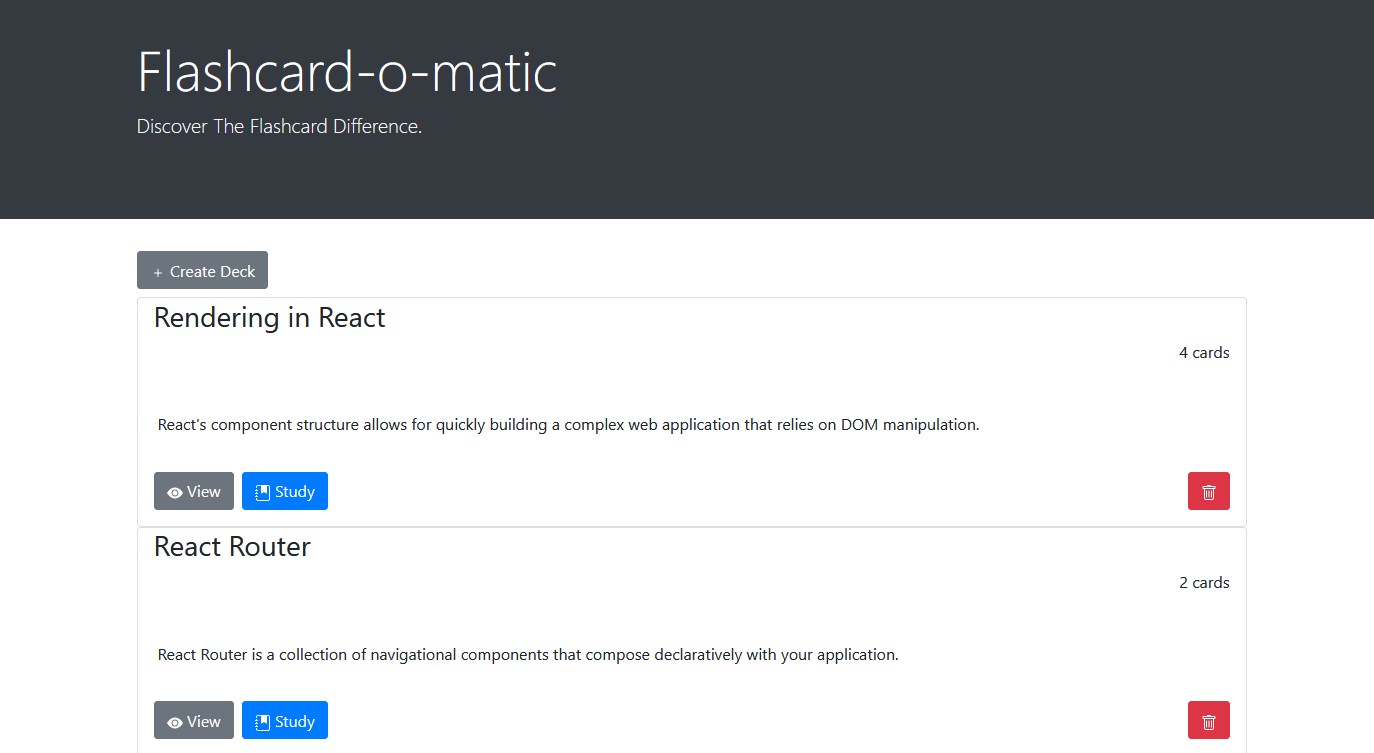 Flashcard-o-matic
Discover The Flashcard Difference.
+ Create Deck
Rendering in React
4 cards
React's component structure allows for quickly building a complex web application that relies on DOM manipulation.
View
Study
React Router
2 cards
React Router is a collection of navigational components that compose declaratively with your application.
View
Study